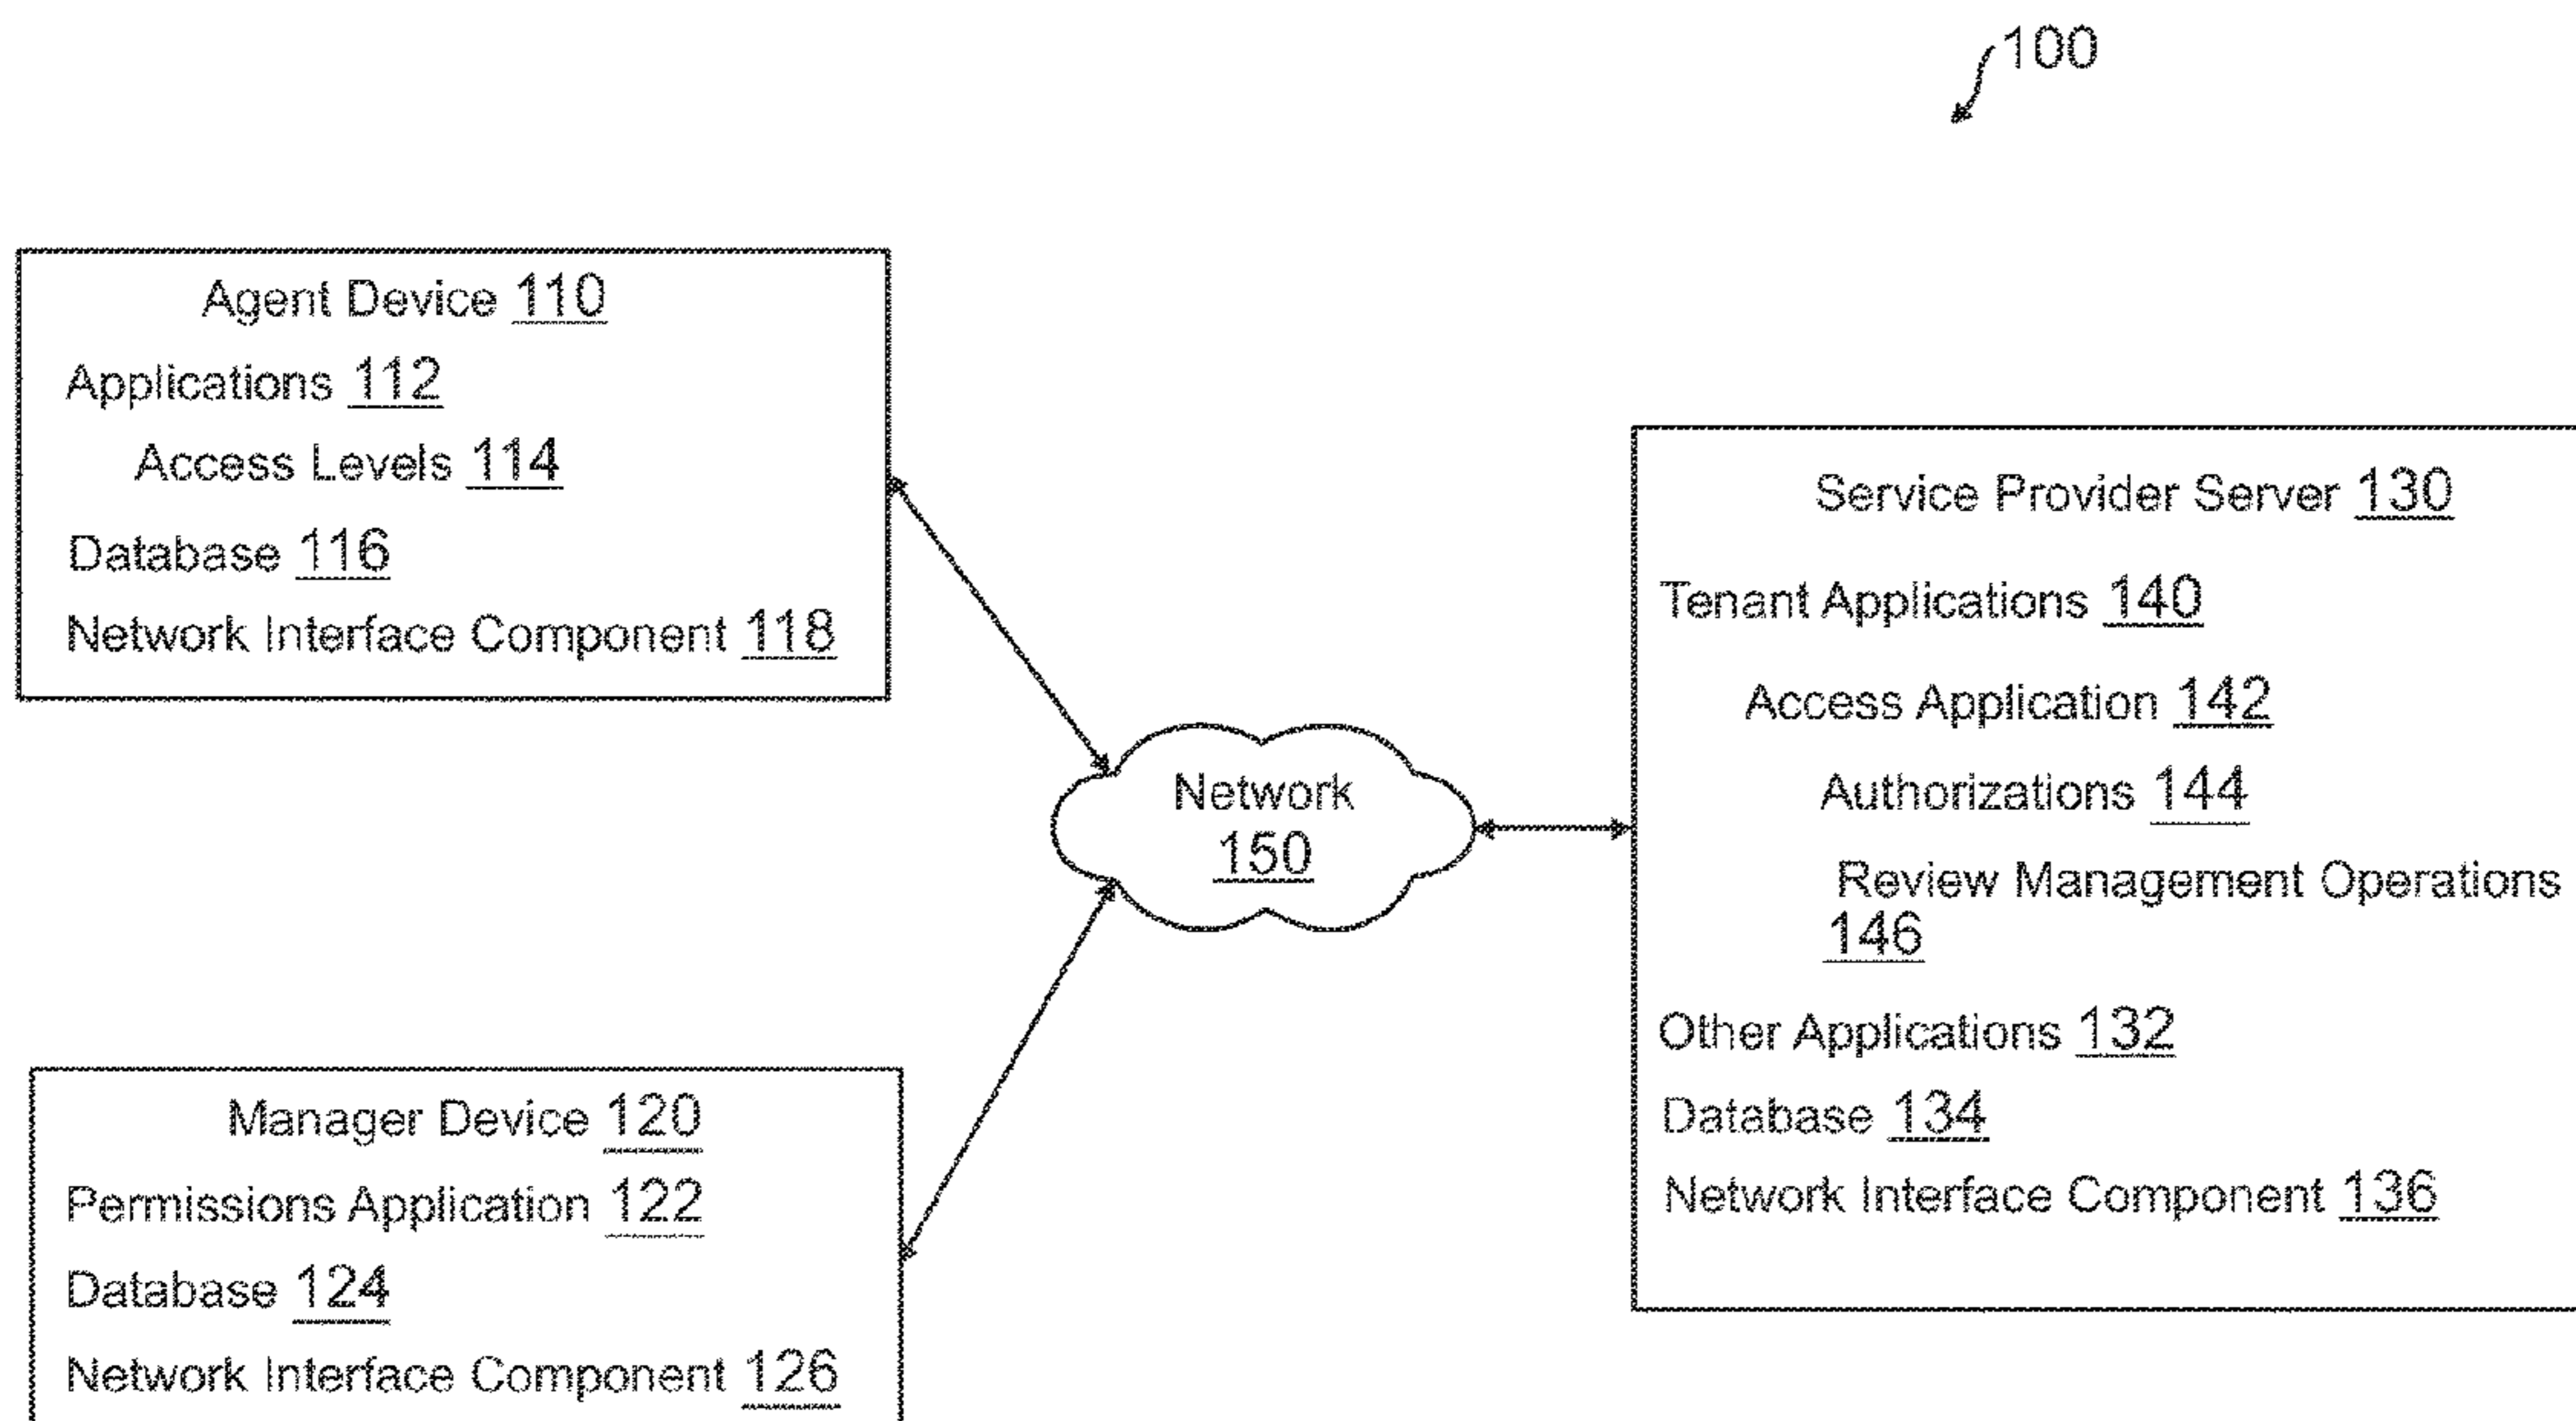 100
Agent Device 110
Applications 112
Access Levels 114
Database 116
Network Interface Component 118
Network
150
Service Provider Server 130
Tenant Applications 140
Access Application 142
Authorizations 144
Review Management Operations
146
Other Applications 132
Database 134
Network Interface Component 136
Manager Device 120
Permissions Application 122
Database 124
Network Interface Component 126